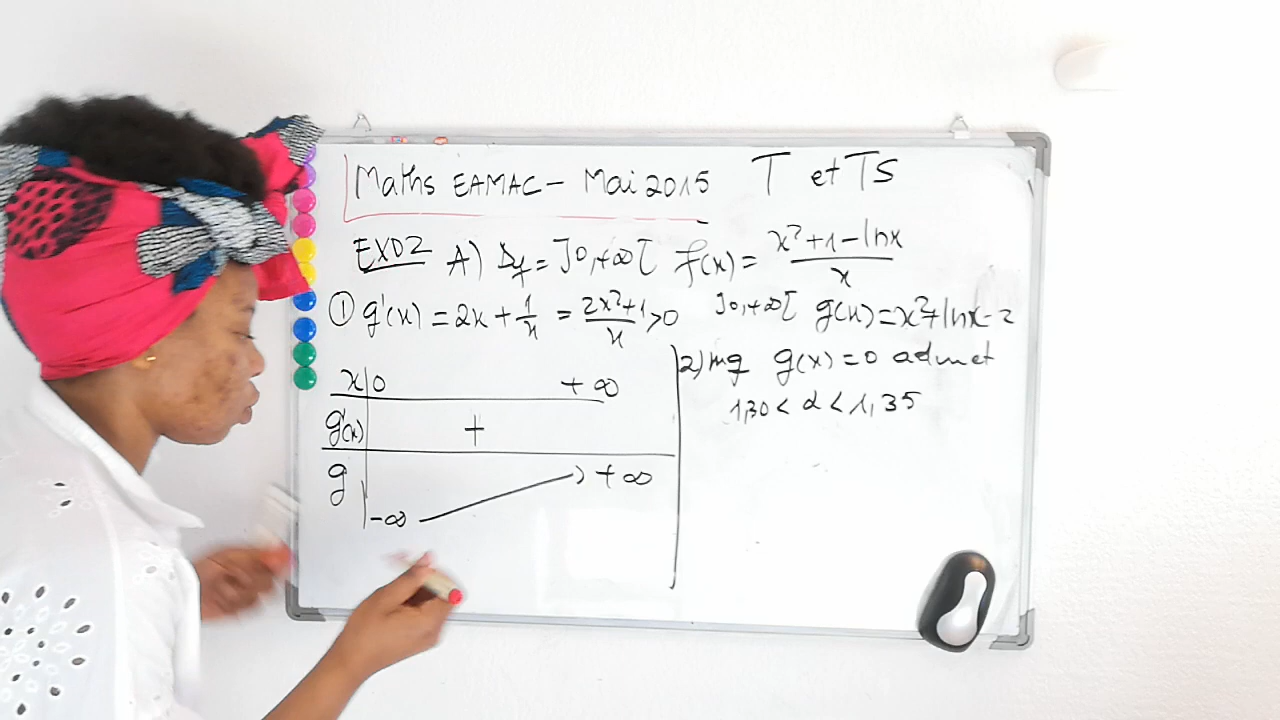 Maths EAMAC - Mai 2015 T et TS
EXO2 A) Df = ]0,+∞[ f(x) = (x²+1-lnx)/x
① g'(x) = 2x + 1/x = (2x²+1)/x > 0
]0,+∞[ g(x) = x²+lnx-2
x 0 +∞
g'(x) +
g -∞ +∞
2) mq g(x) = 0 admet
1,30 < α < 1,35